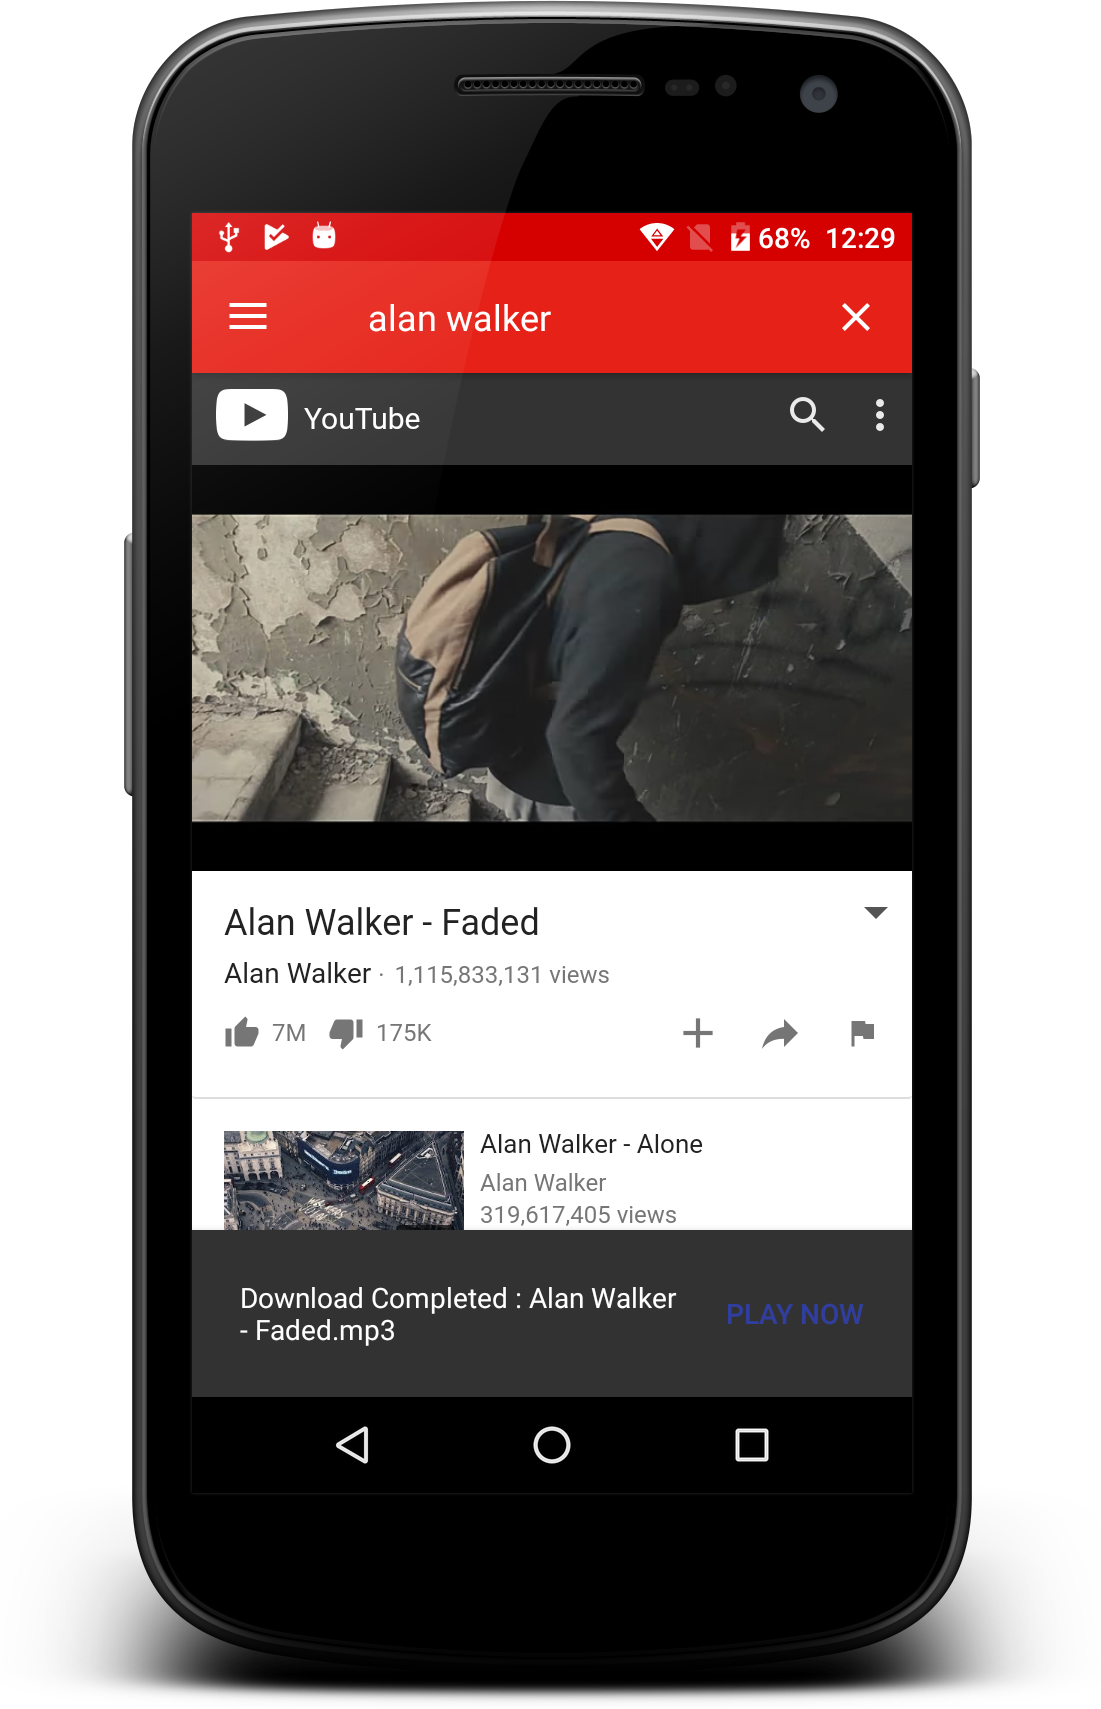 68% 12:29
alan walker
YouTube
Alan Walker - Faded
Alan Walker · 1,115,833,131 views
7M 175K
Alan Walker - Alone
Alan Walker
319,617,405 views
Download Completed : Alan Walker
- Faded.mp3
PLAY NOW